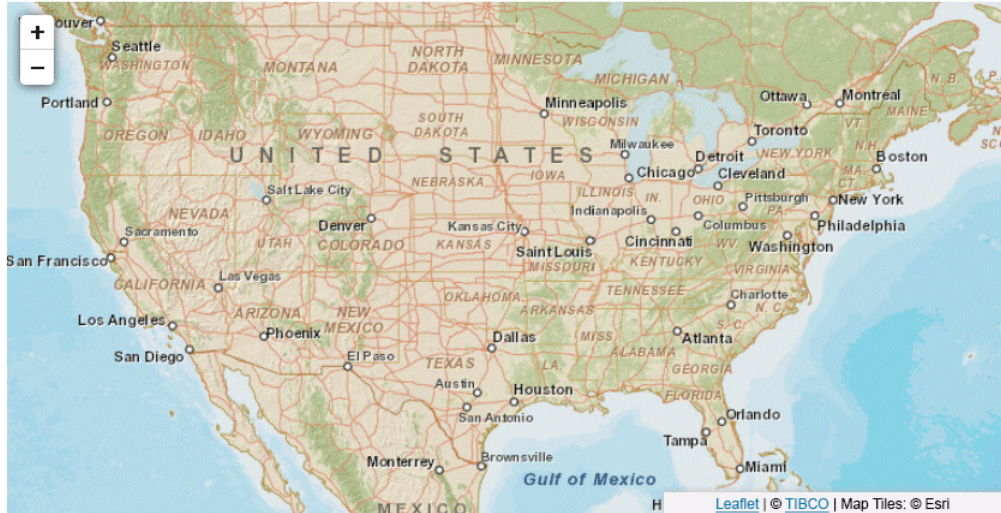 +
−
couver
Seattle
WASHINGTON
MONTANA
NORTH
DAKOTA
MINNESOTA
MICHIGAN
Ottawa
Montréal
N. B.
MAINE
Portland
OREGON
IDAHO
WYOMING
SOUTH
DAKOTA
Minneapolis
WISCONSIN
Toronto
VT.
N.H.
UNITED STATES
Milwaukee
Detroit
NEW YORK
MA.
Boston
CT.
Chicago
Cleveland
IOWA
NEBRASKA
Salt Lake City
ILLINOIS
IN.
OHIO
Pittsburgh
PA.
New York
NEVADA
Denver
Kansas City
Indianapolis
Columbus
Philadelphia
Sacramento
UTAH
COLORADO
KANSAS
Saint Louis
Cincinnati
WV
Washington
San Francisco
MISSOURI
KENTUCKY
VIRGINIA
CALIFORNIA
Las Vegas
OKLAHOMA
TENNESSEE
Charlotte
N. C.
Los Angeles
ARIZONA
NEW
MEXICO
ARKANSAS
S. C.
Phoenix
Dallas
MISS.
Atlanta
San Diego
El Paso
TEXAS
LA.
ALABAMA
GEORGIA
Austin
Houston
FLORIDA
San Antonio
Orlando
Tampa
Monterrey
Brownsville
Gulf of Mexico
Miami
MEXICO
H
Leaflet | © TIBCO | Map Tiles: © Esri